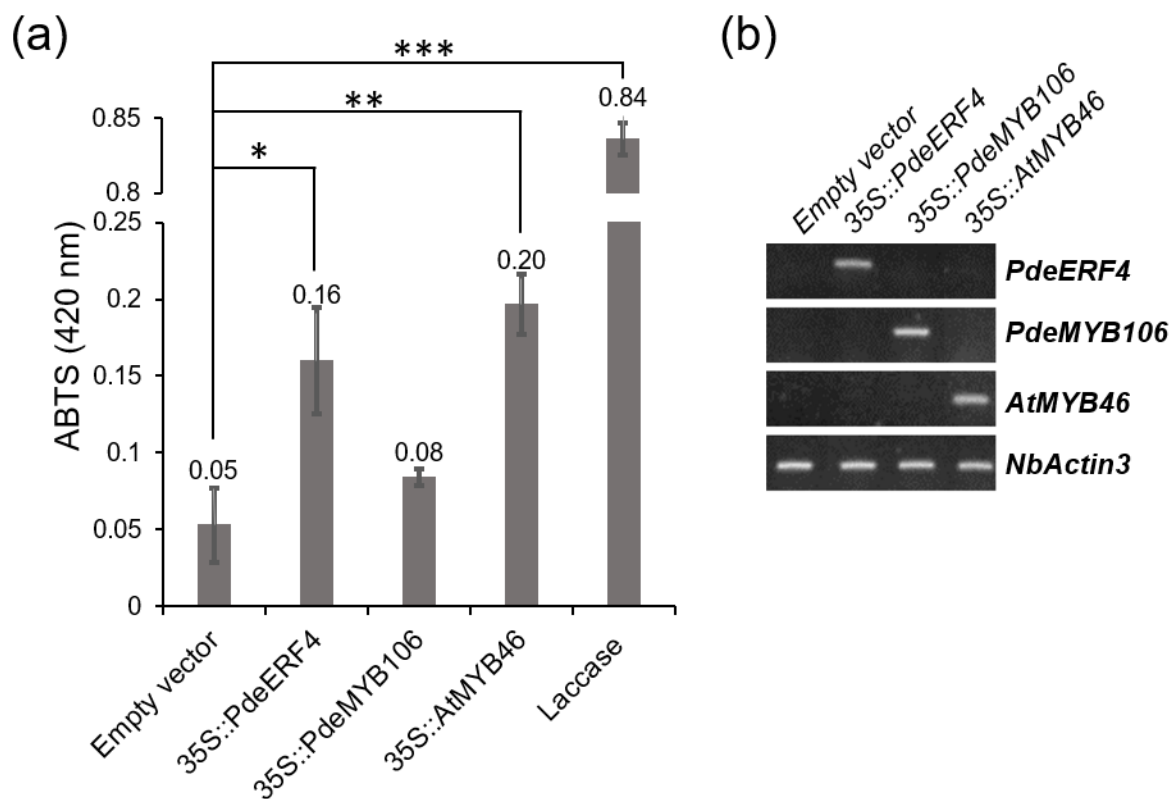 (a)
***
**
*
0.84
0.20
0.16
0.08
0.05
0.85
0.8
0.25
0.2
0.15
0.1
0.05
0
ABTS (420 nm)
Empty vector
35S::PdeERF4
35S::PdeMYB106
35S::AtMYB46
Laccase
(b)
Empty vector
35S::PdeERF4
35S::PdeMYB106
35S::AtMYB46
PdeERF4
PdeMYB106
AtMYB46
NbActin3